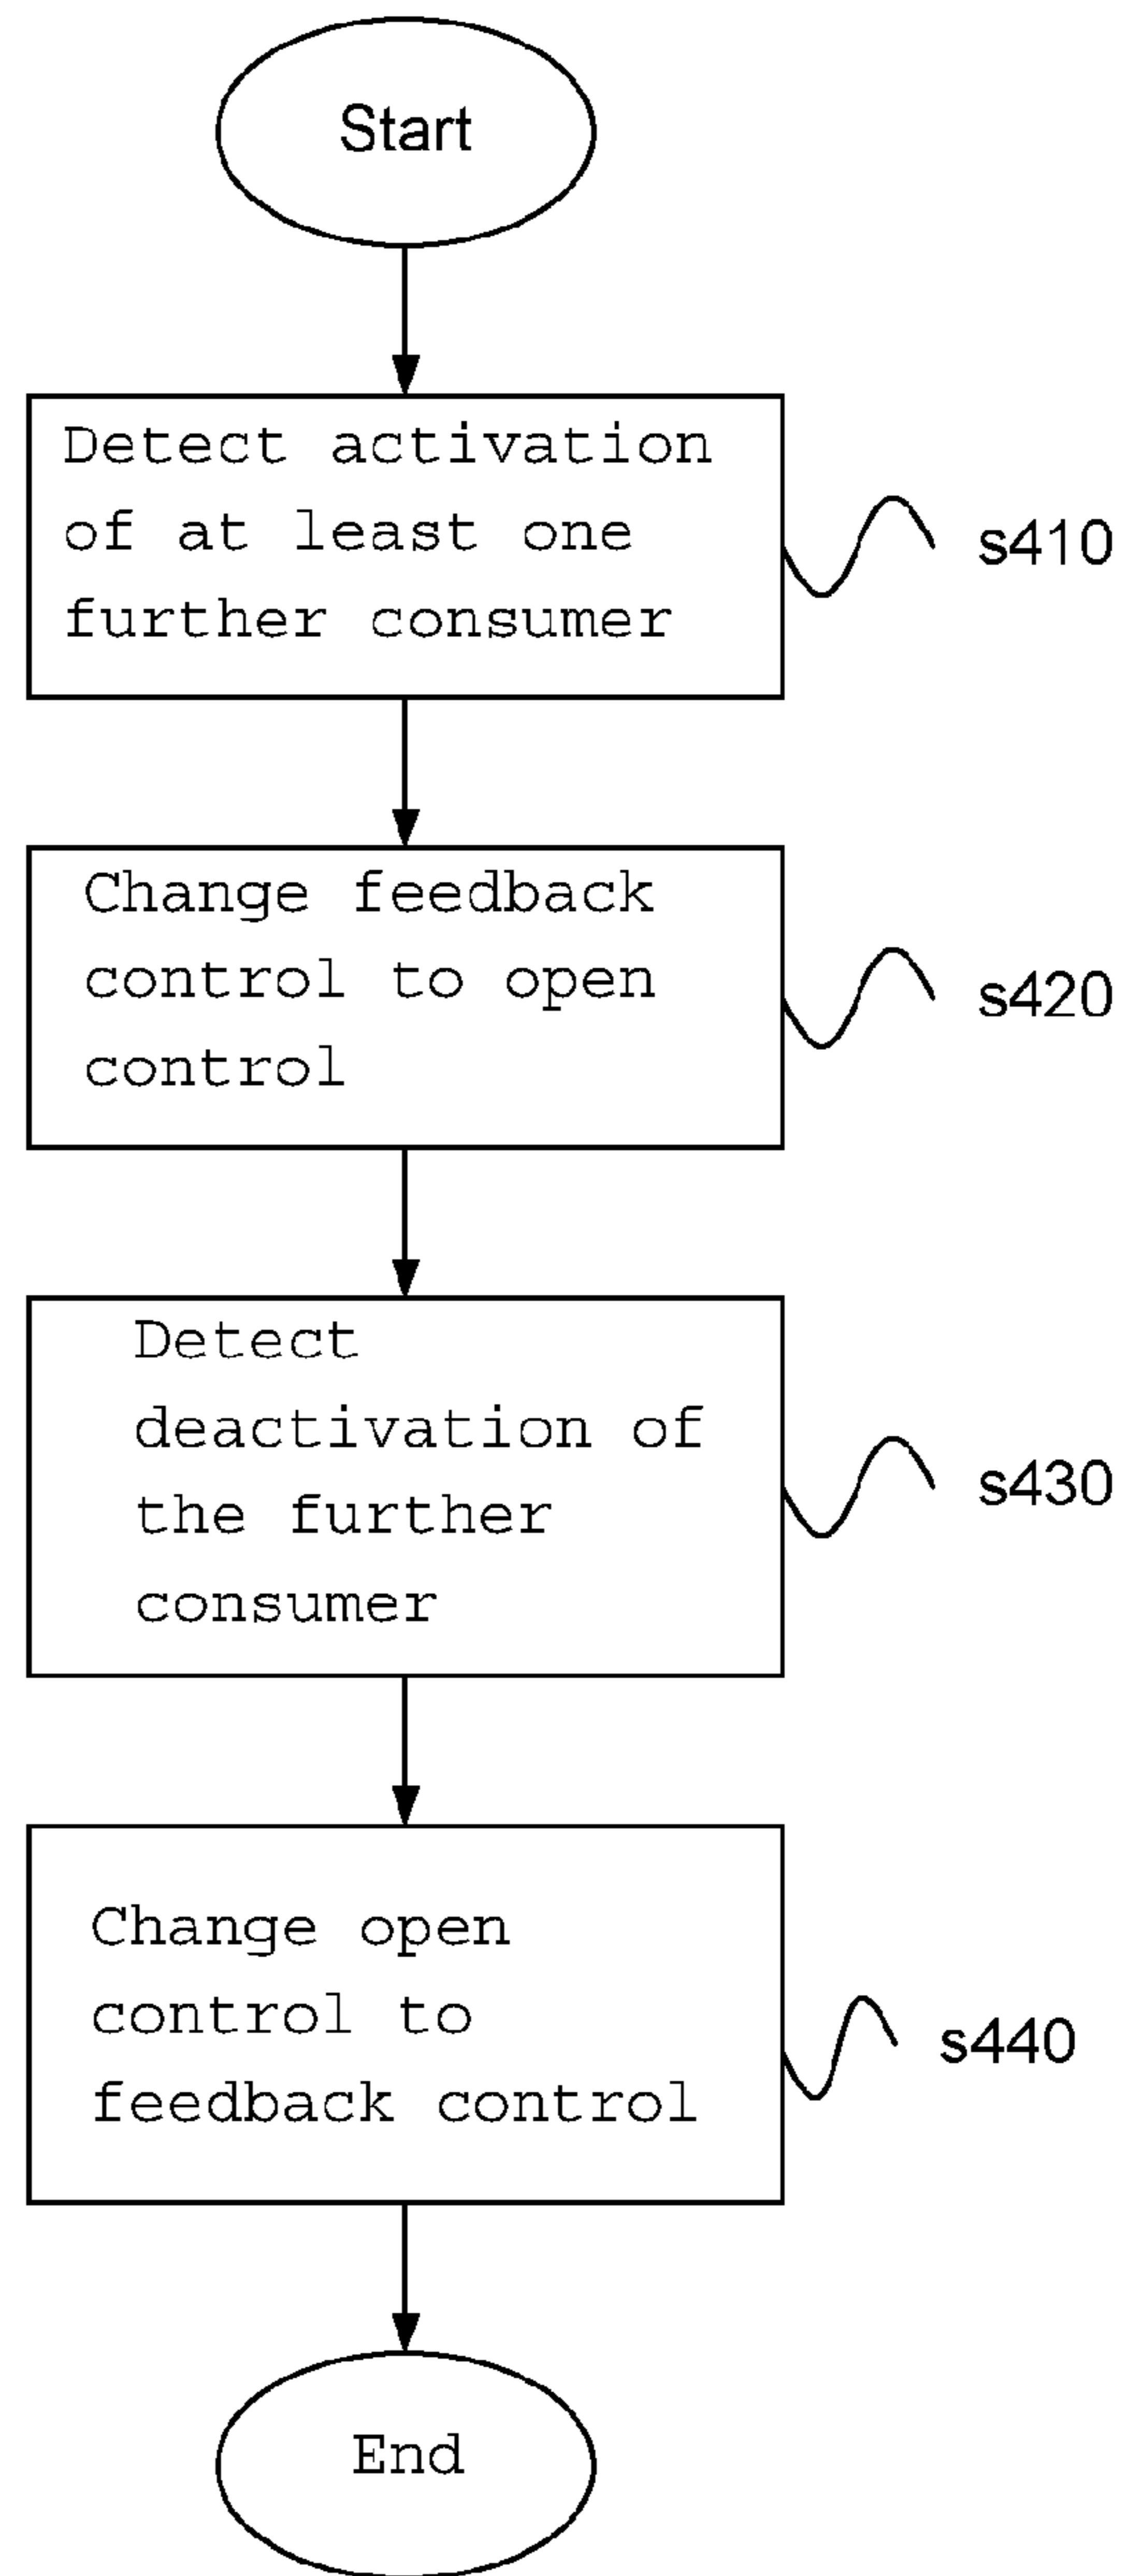 Start
Detect activation
of at least one
further consumer
s410
Change feedback
control to open
control
s420
Detect
deactivation of
the further
consumer
s430
Change open
control to
feedback control
s440
End